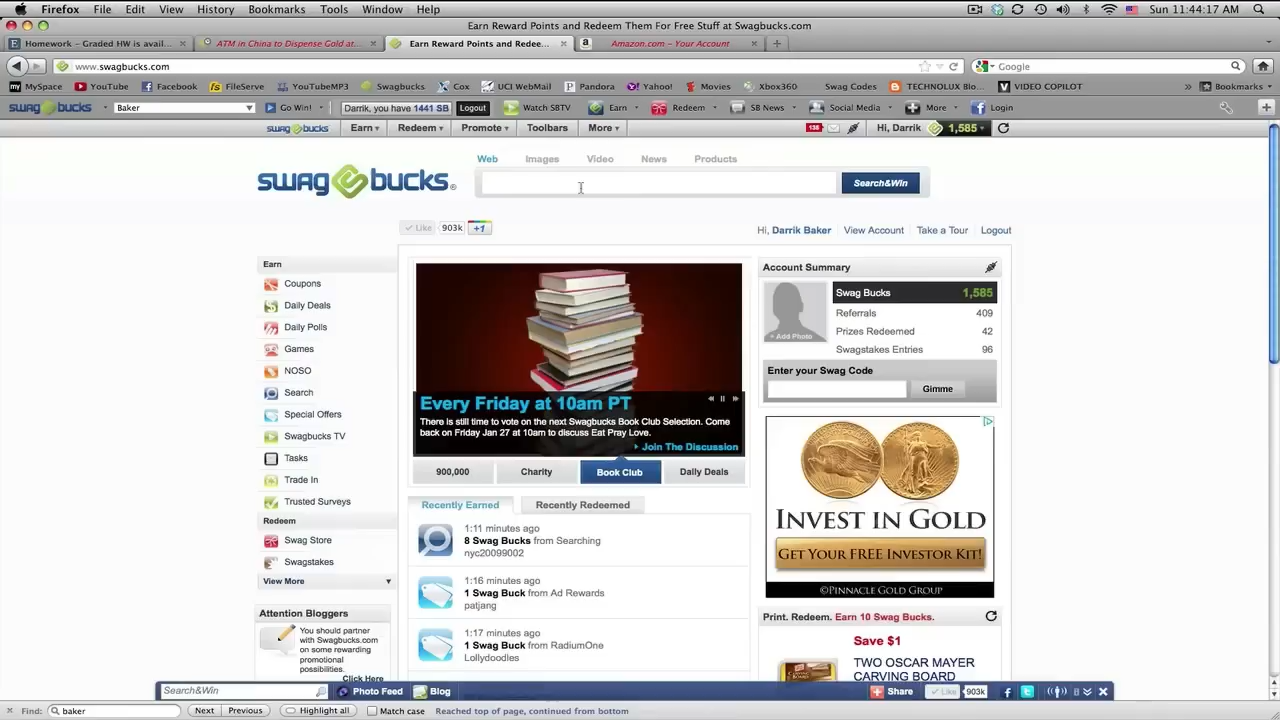 Firefox File Edit View History Bookmarks Tools Window Help Sun 11:44:17 AM
Earn Reward Points and Redeem Them For Free Stuff at Swagbucks.com
Homework - Graded HW is avail... ATM in China to Dispense Gold at... Earn Reward Points and Redee... Amazon.com – Your Account
www.swagbucks.com Google
MySpace YouTube Facebook FileServe YouTubeMP3 Swagbucks Cox UCI WebMail Pandora Yahoo! Movies Xbox360 Swag Codes TECHNOLUX Blo... VIDEO COPILOT Bookmarks
swag bucks Baker Go Win! Darrik, you have 1441 SB Logout Watch SBTV Earn Redeem SB News Social Media More Login
swag bucks Earn Redeem Promote Toolbars More 138 Hi, Darrik 1,585
Web Images Video News Products
swag bucks Search&Win
Like 903k +1 Hi, Darrik Baker View Account Take a Tour Logout
Earn
Coupons
Daily Deals
Daily Polls
Games
NOSO
Search
Special Offers
Swagbucks TV
Tasks
Trade In
Trusted Surveys
Redeem
Swag Store
Swagstakes
View More
Attention Bloggers
You should partner
with Swagbucks.com
on some rewarding
promotional
possibilities.
Click Here
Every Friday at 10am PT
There is still time to vote on the next Swagbucks Book Club Selection. Come
back on Friday Jan 27 at 10am to discuss Eat Pray Love.
Join The Discussion
900,000 Charity Book Club Daily Deals
Recently Earned Recently Redeemed
1:11 minutes ago
8 Swag Bucks from Searching
nyc20099002
1:16 minutes ago
1 Swag Buck from Ad Rewards
patjang
1:17 minutes ago
1 Swag Buck from RadiumOne
Lollydoodles
Account Summary
+ Add Photo
Swag Bucks 1,585
Referrals 409
Prizes Redeemed 42
Swagstakes Entries 96
Enter your Swag Code
Gimme
INVEST IN GOLD
GET YOUR FREE INVESTOR KIT!
©PINNACLE GOLD GROUP
Print. Redeem. Earn 10 Swag Bucks.
Save $1
TWO OSCAR MAYER
CARVING BOARD
Search&Win Photo Feed Blog Share Like 903k
Find: baker Next Previous Highlight all Match case Reached top of page, continued from bottom